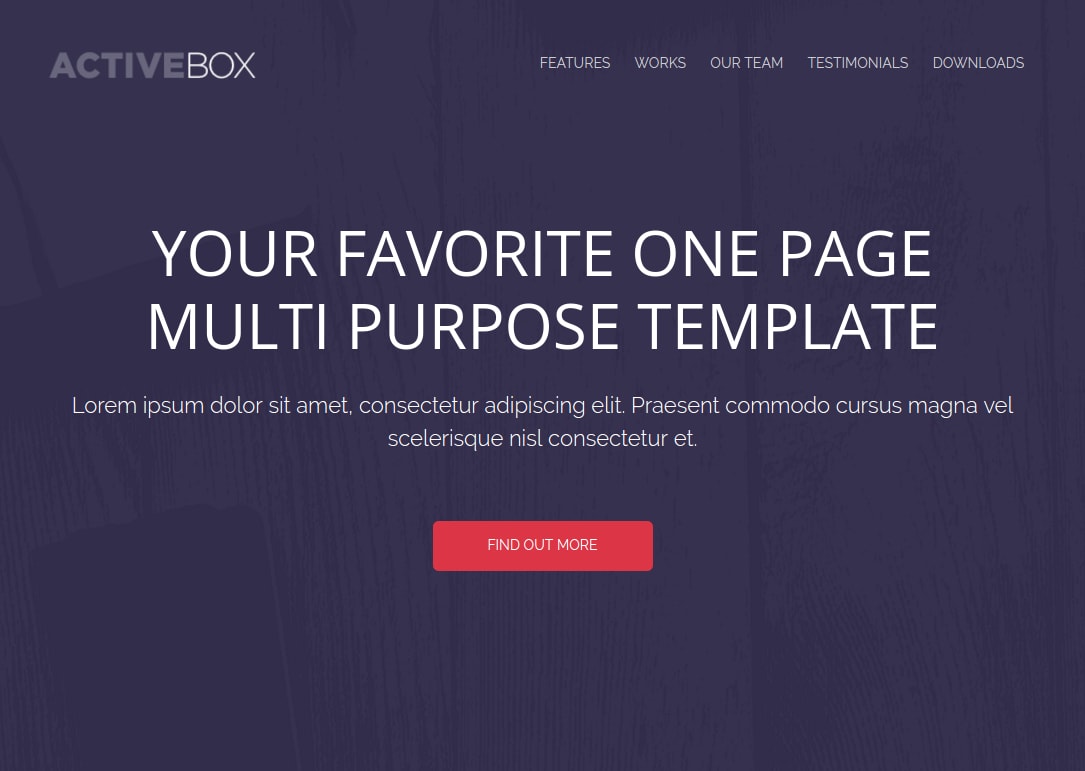 ACTIVEBOX
FEATURES WORKS OUR TEAM TESTIMONIALS DOWNLOADS
YOUR FAVORITE ONE PAGE
MULTI PURPOSE TEMPLATE
Lorem ipsum dolor sit amet, consectetur adipiscing elit. Praesent commodo cursus magna vel
scelerisque nisl consectetur et.
FIND OUT MORE